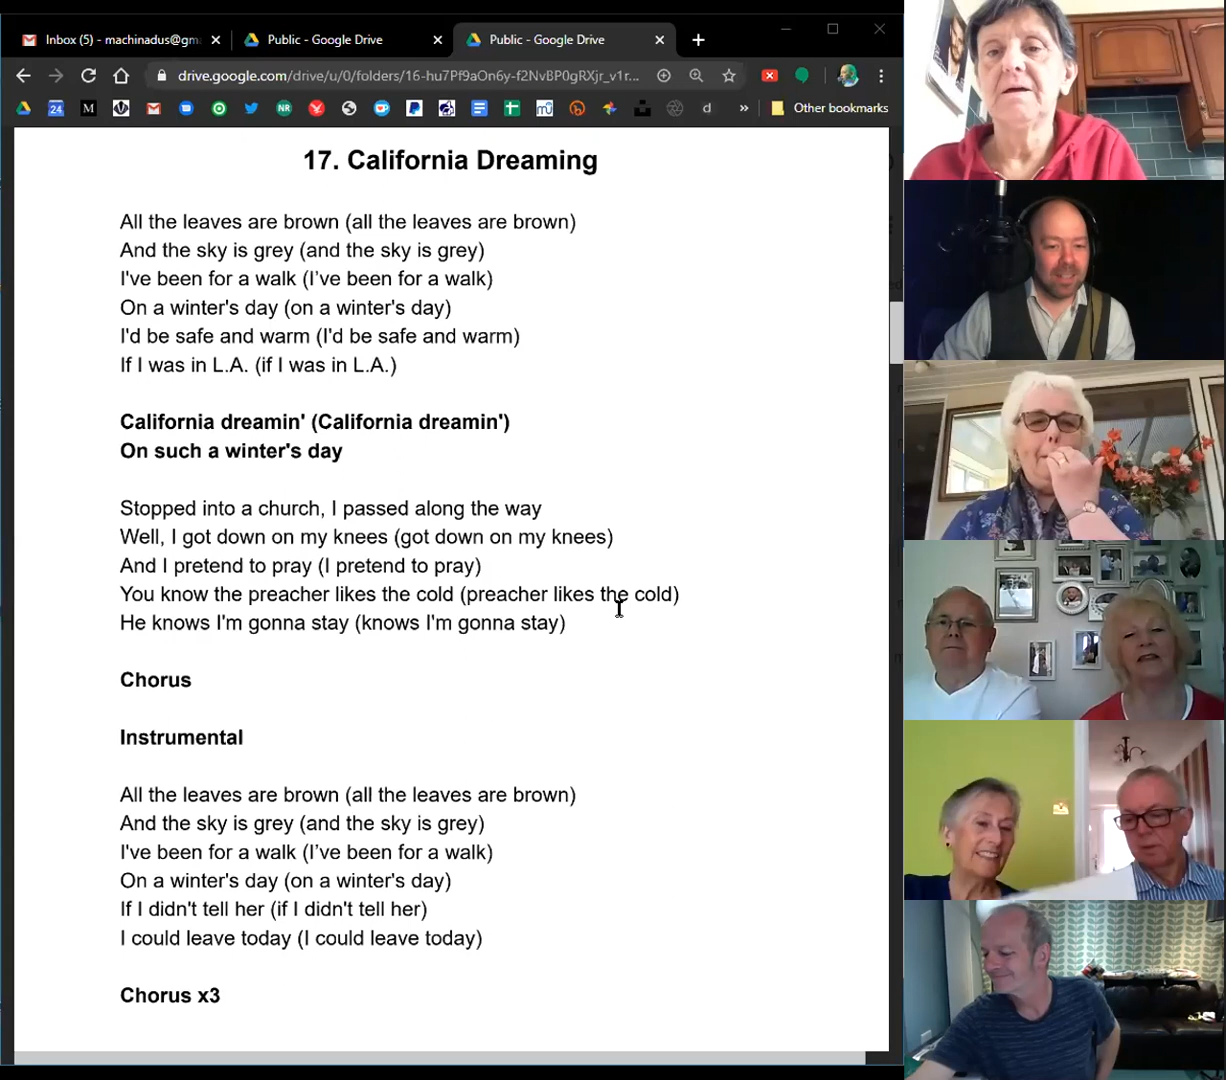 Inbox (5) - machinadus@gm
Public - Google Drive
Public - Google Drive
drive.google.com/drive/u/0/folders/16-hu7Pf9aOn6y-f2NvBP0gRXjr_v1r...
24
M
NR
d
»
Other bookmarks
17. California Dreaming
All the leaves are brown (all the leaves are brown)
And the sky is grey (and the sky is grey)
I've been for a walk (I’ve been for a walk)
On a winter's day (on a winter's day)
I'd be safe and warm (I'd be safe and warm)
If I was in L.A. (if I was in L.A.)
California dreamin' (California dreamin')
On such a winter's day
Stopped into a church, I passed along the way
Well, I got down on my knees (got down on my knees)
And I pretend to pray (I pretend to pray)
You know the preacher likes the cold (preacher likes the cold)
He knows I'm gonna stay (knows I'm gonna stay)
Chorus
Instrumental
All the leaves are brown (all the leaves are brown)
And the sky is grey (and the sky is grey)
I've been for a walk (I’ve been for a walk)
On a winter's day (on a winter's day)
If I didn't tell her (if I didn't tell her)
I could leave today (I could leave today)
Chorus x3